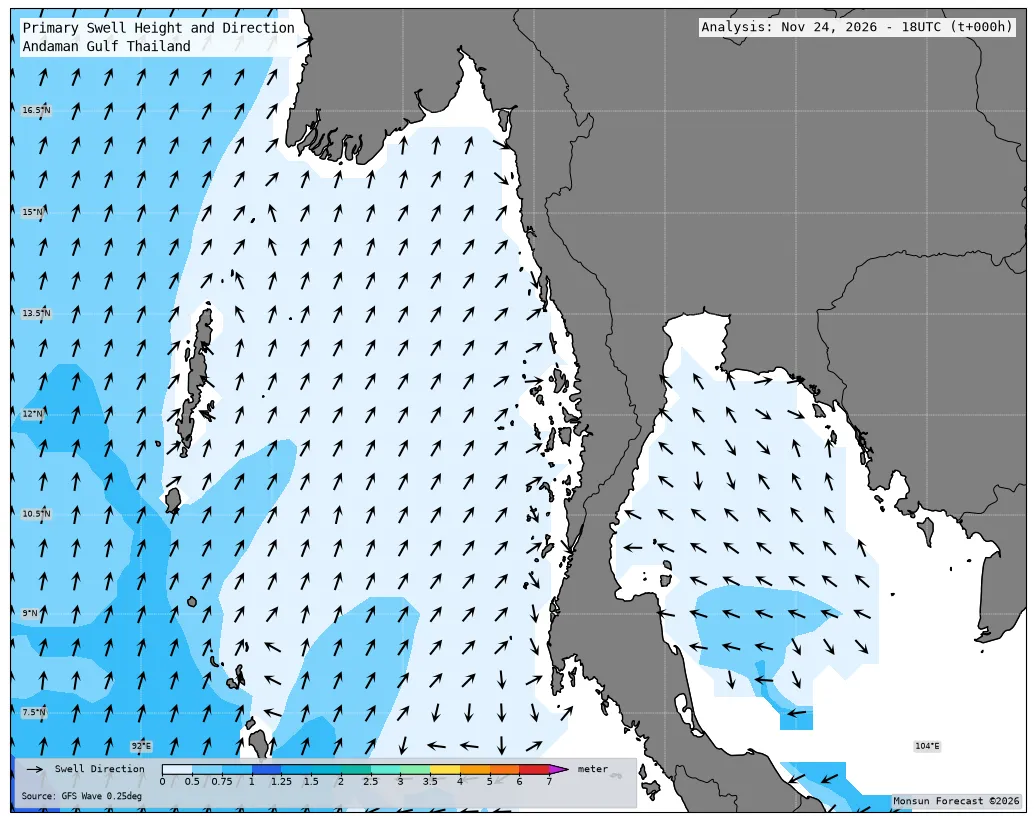 Primary Swell Height and Direction
Andaman Gulf Thailand
Analysis: Nov 24, 2026 - 18UTC (t+000h)
16.5°N
15°N
13.5°N
12°N
10.5°N
9°N
7.5°N
92°E
104°E
Swell Direction
0 0.5 0.75 1.25 1.5 2 2.5 3 3.5 4 5 6 7
meter
Source: GFS Wave 0.25deg
Monsun Forecast ©2026